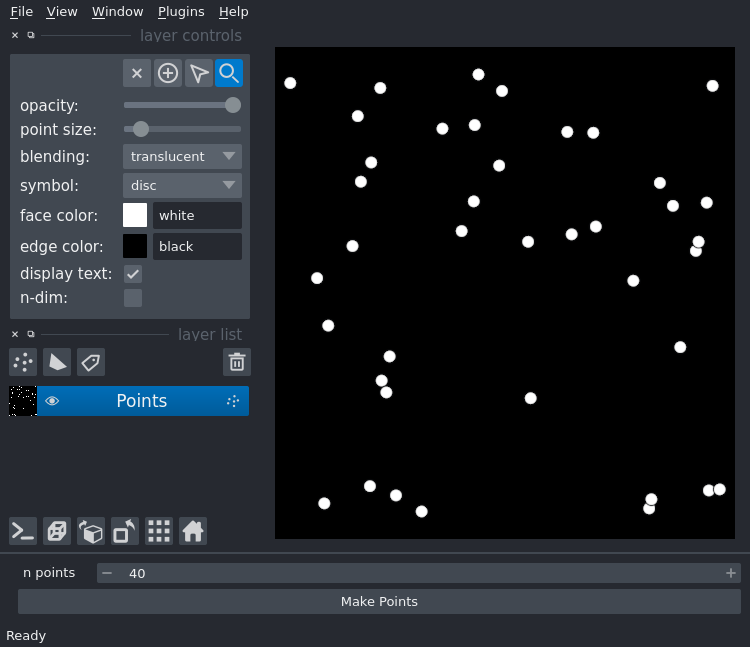 File View Window Plugins Help
layer controls
opacity:
point size:
blending: translucent
symbol: disc
face color: white
edge color: black
display text:
n-dim:
layer list
Points
n points 40
Make Points
Ready